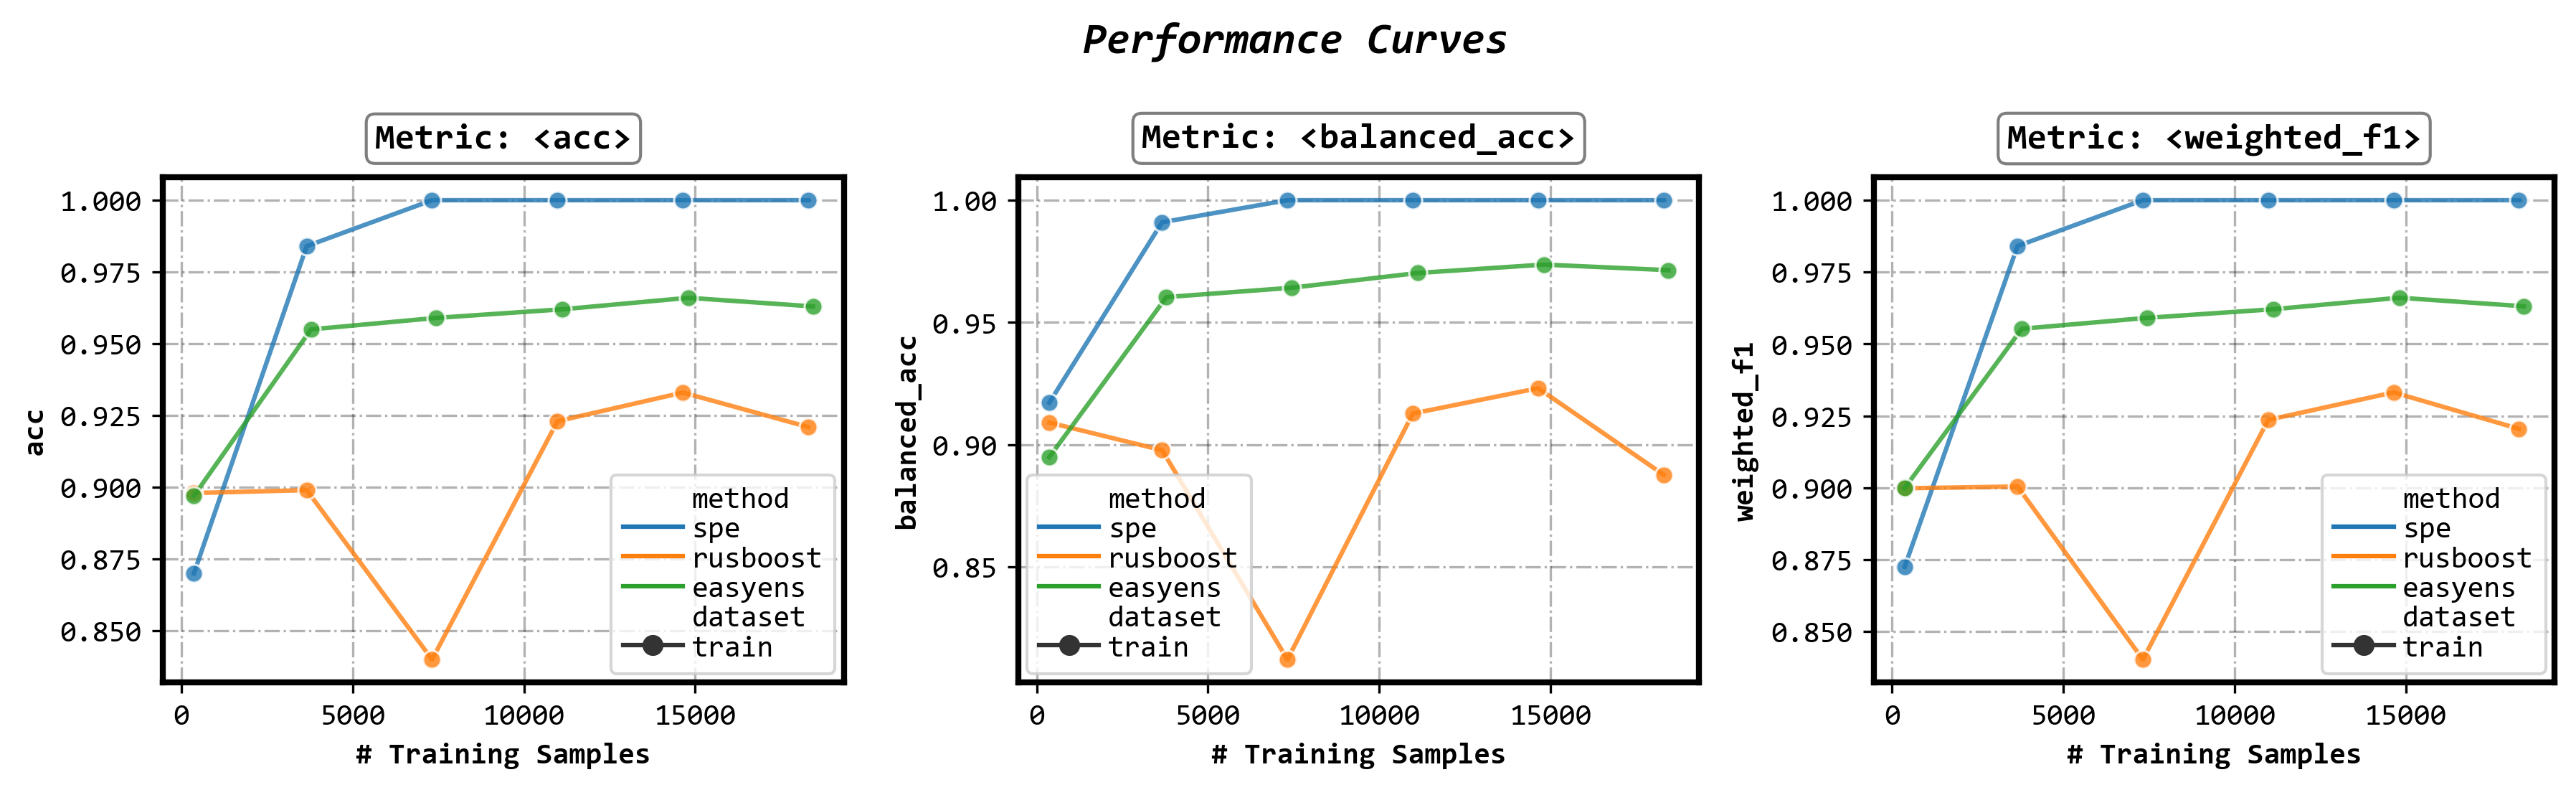 Performance Curves
Metric: <acc>
1.000
0.975
0.950
0.925
0.900
0.875
0.850
acc
0
5000
10000
15000
# Training Samples
method
spe
rusboost
easyens
dataset
train
Metric: <balanced_acc>
1.00
0.95
0.90
0.85
balanced_acc
0
5000
10000
15000
# Training Samples
method
spe
rusboost
easyens
dataset
train
Metric: <weighted_f1>
1.000
0.975
0.950
0.925
0.900
0.875
0.850
weighted_f1
0
5000
10000
15000
# Training Samples
method
spe
rusboost
easyens
dataset
train